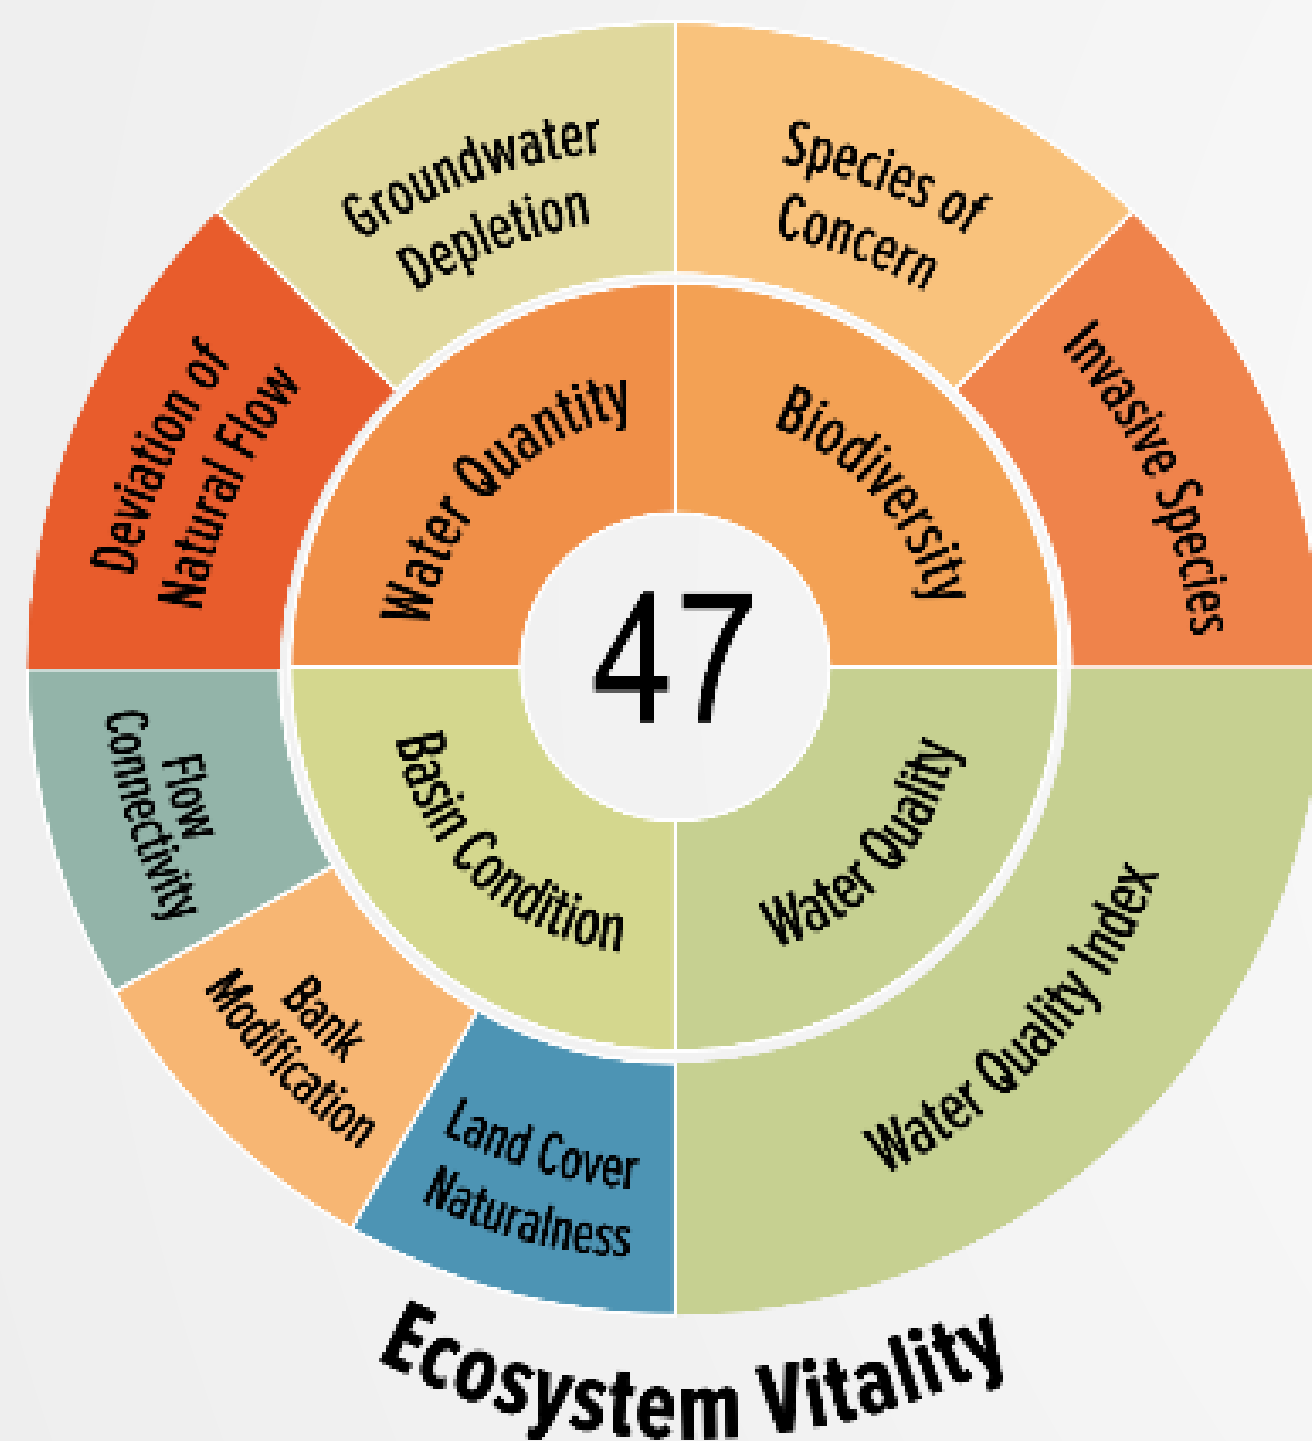 Groundwater
Depletion
Species of
Concern
Deviation of
Natural Flow
Invasive Species
Water Quantity
Biodiversity
47
Flow
Connectivity
Basin Condition
Water Quality
Bank
Modification
Land Cover
Naturalness
Water Quality Index
Ecosystem Vitality